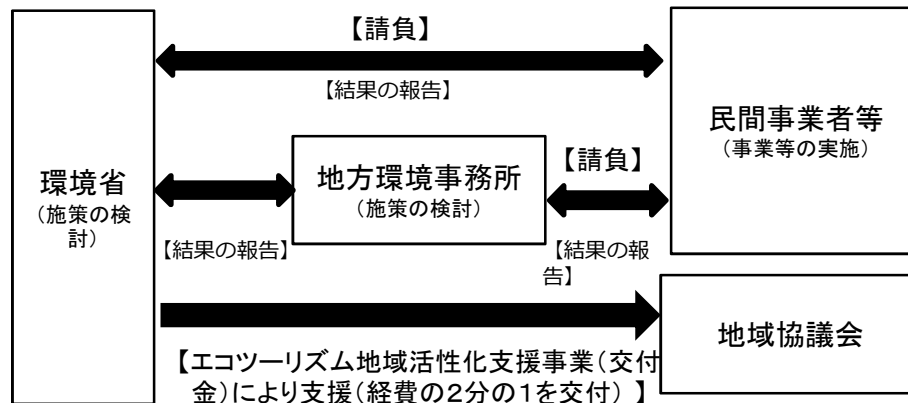 【請負】
【結果の報告】
民間事業者等
(事業等の実施)
環境省
(施策の検
討)
地方環境事務所
(施策の検討)
【請負】
【結果の報告】
【結果の報
告】
地域協議会
【エコツーリズム地域活性化支援事業(交付
金)により支援(経費の2分の1を交付) 】